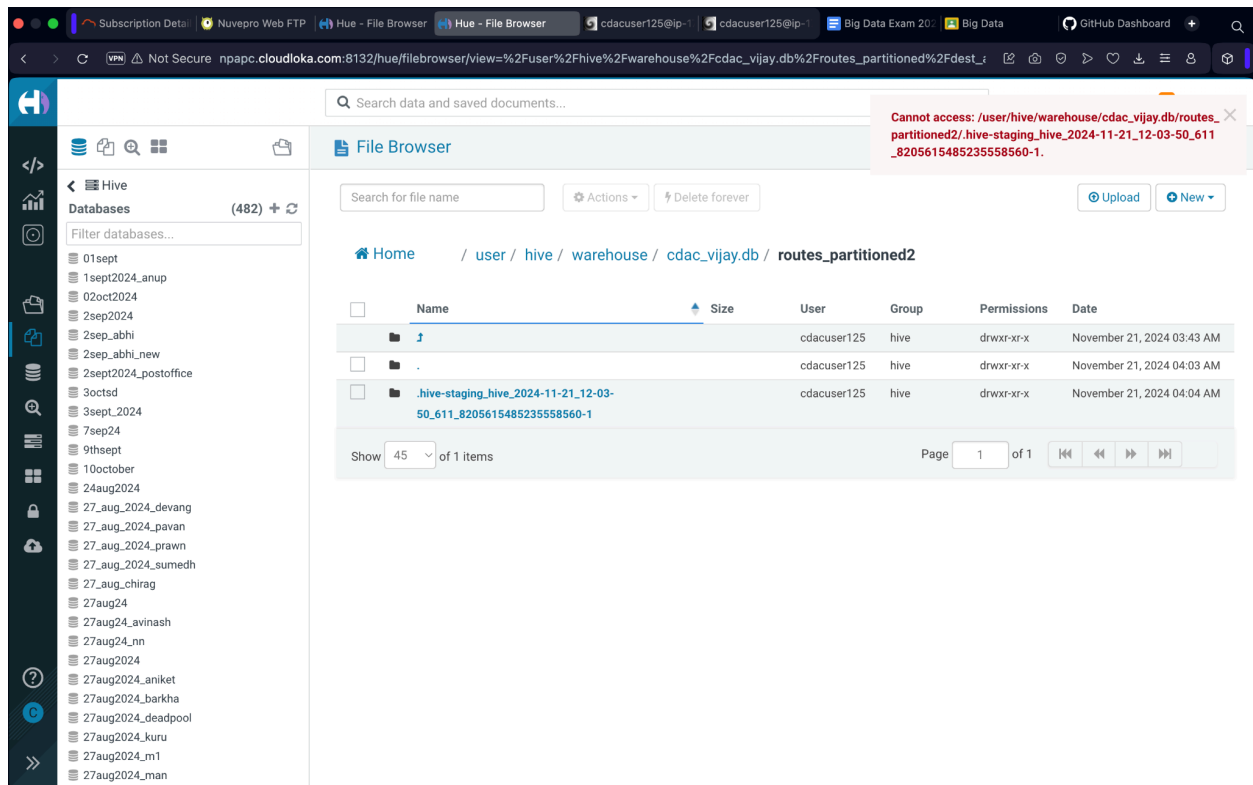 Subscription Detail
Nuvepro Web FTP
Hue - File Browser
Hue - File Browser
cdacuser125@ip-1
cdacuser125@ip-1
Big Data Exam 202
Big Data
GitHub Dashboard
VPN
Not Secure npapc.cloudloka.com:8132/hue/filebrowser/view=%2Fuser%2Fhive%2Fwarehouse%2Fcdac_vijay.db%2Froutes_partitioned%2Fdest_
Search data and saved documents...
Cannot access: /user/hive/warehouse/cdac_vijay.db/routes_
partitioned2/.hive-staging_hive_2024-11-21_12-03-50_611
_8205615485235558560-1.
Hive
Databases (482)
Filter databases...
01sept
1sept2024_anup
02oct2024
2sep2024
2sep_abhi
2sep_abhi_new
2sept2024_postoffice
3octsd
3sept_2024
7sep24
9thsept
10october
24aug2024
27_aug_2024_devang
27_aug_2024_pavan
27_aug_2024_prawn
27_aug_2024_sumedh
27_aug_chirag
27aug24
27aug24_avinash
27aug24_nn
27aug2024
27aug2024_aniket
27aug2024_barkha
27aug2024_deadpool
27aug2024_kuru
27aug2024_m1
27aug2024_man
C
File Browser
Search for file name
Actions
Delete forever
Upload
New
Home / user / hive / warehouse / cdac_vijay.db / routes_partitioned2
Name Size User Group Permissions Date
cdacuser125 hive drwxr-xr-x November 21, 2024 03:43 AM
. cdacuser125 hive drwxr-xr-x November 21, 2024 04:03 AM
.hive-staging_hive_2024-11-21_12-03- cdacuser125 hive drwxr-xr-x November 21, 2024 04:04 AM
50_611_8205615485235558560-1
Show 45 of 1 items
Page 1 of 1